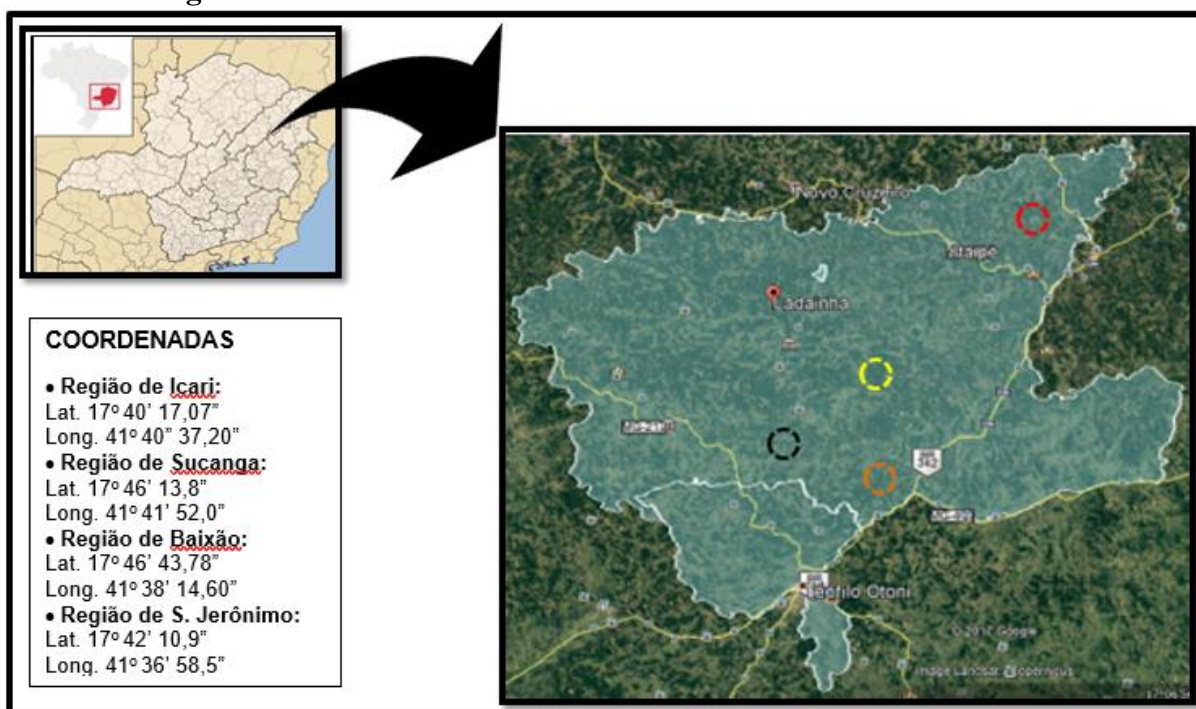 COORDENADAS
• Região de Içari:
Lat. 17º 40’ 17,07”
Long. 41º 40” 37,20”
• Região de Sucanga:
Lat. 17º 46’ 13,8”
Long. 41º 41’ 52,0”
• Região de Baixão:
Lat. 17º 46’ 43,78”
Long. 41º 38’ 14,60”
• Região de S. Jerônimo:
Lat. 17º 42’ 10,9”
Long. 41º 36’ 58,5”
Novo Cruzeiro
Itaipe
Ladainha
342
Teófilo Otoni
Image Landsat / Copernicus